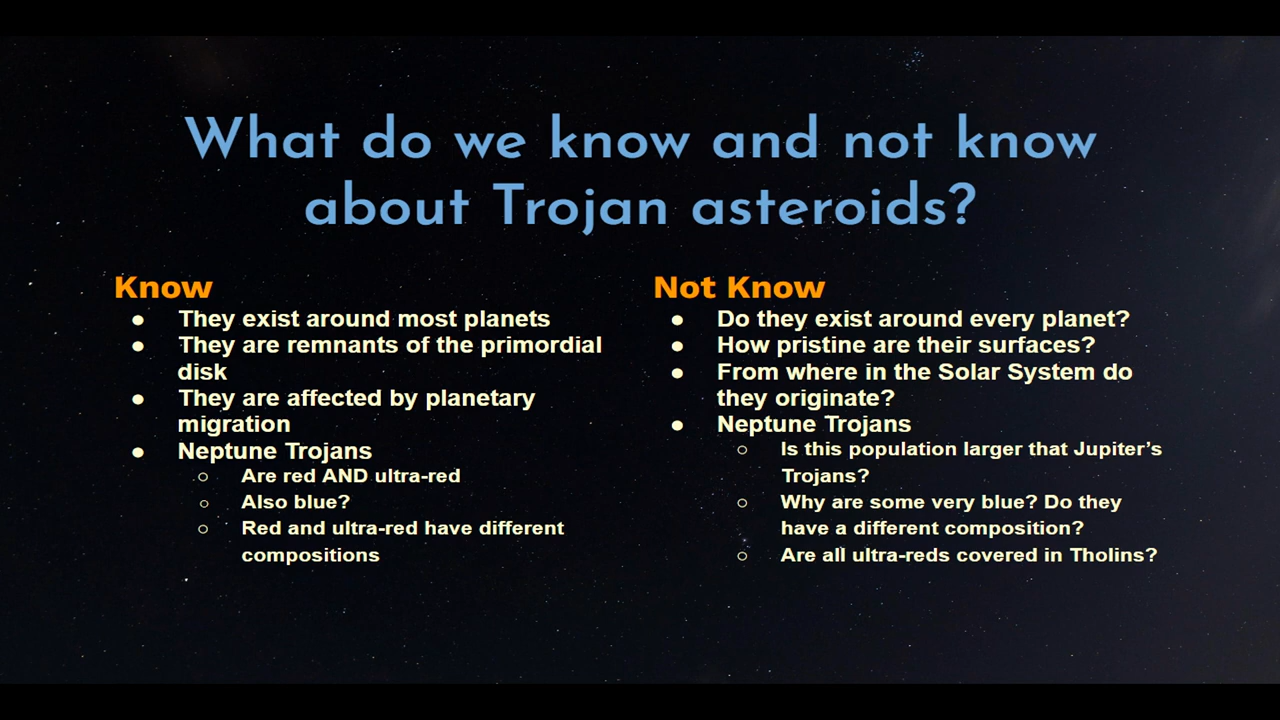 What do we know and not know
about Trojan asteroids?
Know
● They exist around most planets
● They are remnants of the primordial
disk
● They are affected by planetary
migration
● Neptune Trojans
○ Are red AND ultra-red
○ Also blue?
○ Red and ultra-red have different
compositions
Not Know
● Do they exist around every planet?
● How pristine are their surfaces?
● From where in the Solar System do
they originate?
● Neptune Trojans
○ Is this population larger that Jupiter's
Trojans?
○ Why are some very blue? Do they
have a different composition?
○ Are all ultra-reds covered in Tholins?